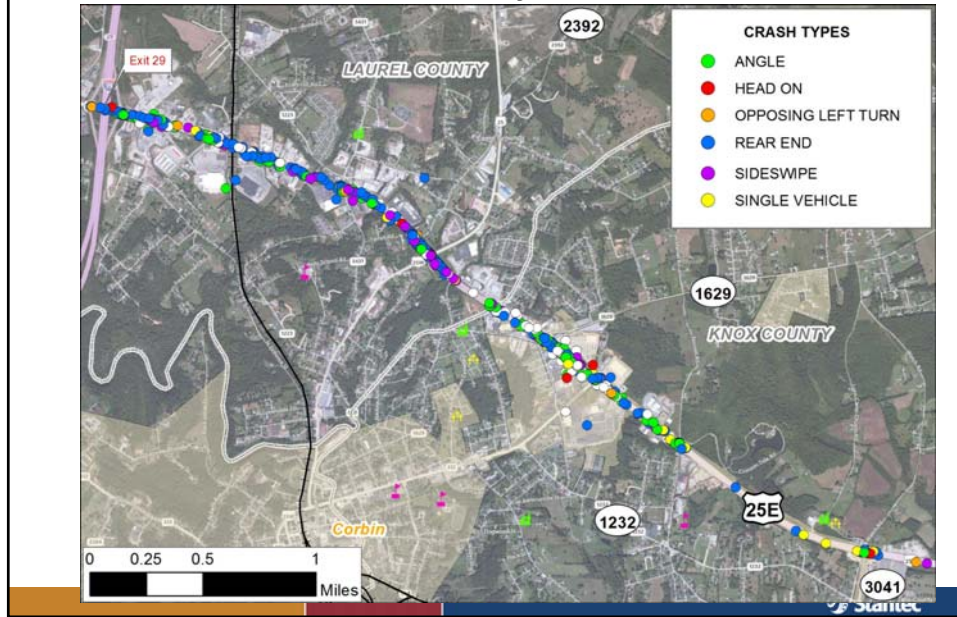 2392
CRASH TYPES
ANGLE
HEAD ON
OPPOSING LEFT TURN
REAR END
SIDESWIPE
SINGLE VEHICLE
Exit 29
LAUREL COUNTY
1629
KNOX COUNTY
25E
1232
Corbin
0 0.25 0.5 1
Miles
3041
Stantec